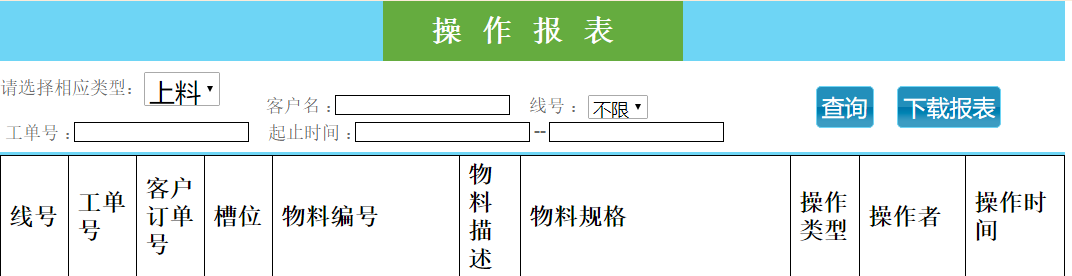 操作报表
请选择相应类型： 上料
客户名： 线号： 不限
工单号： 起止时间： --
查询 下载报表
线号 工单号 客户订单号 槽位 物料编号 物料描述 物料规格 操作类型 操作者 操作时间